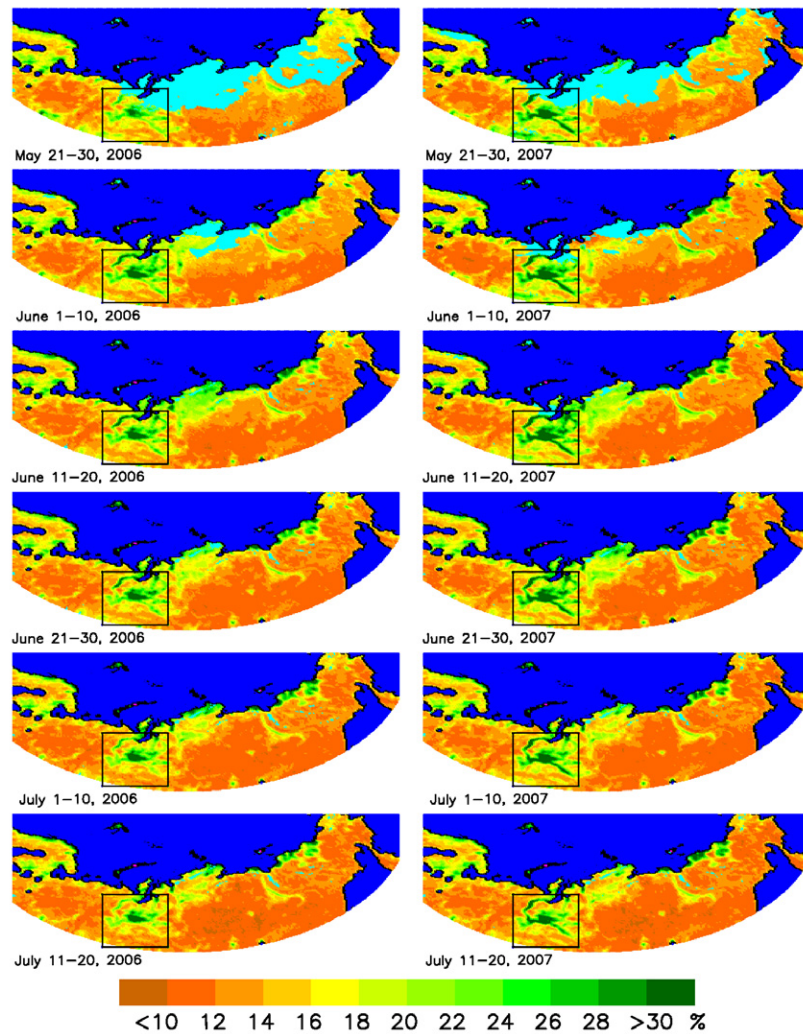 May 21–30, 2006
May 21–30, 2007
June 1–10, 2006
June 1–10, 2007
June 11–20, 2006
June 11–20, 2007
June 21–30, 2006
June 21–30, 2007
July 1–10, 2006
July 1–10, 2007
July 11–20, 2006
July 11–20, 2007
<10 12 14 16 18 20 22 24 26 28 >30 %